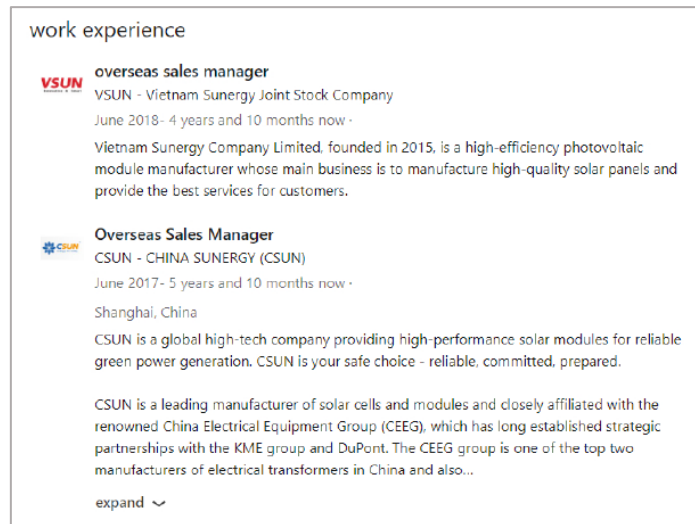 work experience
VSUN
overseas sales manager
VSUN - Vietnam Sunergy Joint Stock Company
June 2018- 4 years and 10 months now ·
Vietnam Sunergy Company Limited, founded in 2015, is a high-efficiency photovoltaic
module manufacturer whose main business is to manufacture high-quality solar panels and
provide the best services for customers.
CSUN
Overseas Sales Manager
CSUN - CHINA SUNERGY (CSUN)
June 2017- 5 years and 10 months now ·
Shanghai, China
CSUN is a global high-tech company providing high-performance solar modules for reliable
green power generation. CSUN is your safe choice - reliable, committed, prepared.
CSUN is a leading manufacturer of solar cells and modules and closely affiliated with the
renowned China Electrical Equipment Group (CEEG), which has long established strategic
partnerships with the KME group and DuPont. The CEEG group is one of the top two
manufacturers of electrical transformers in China and also...
expand